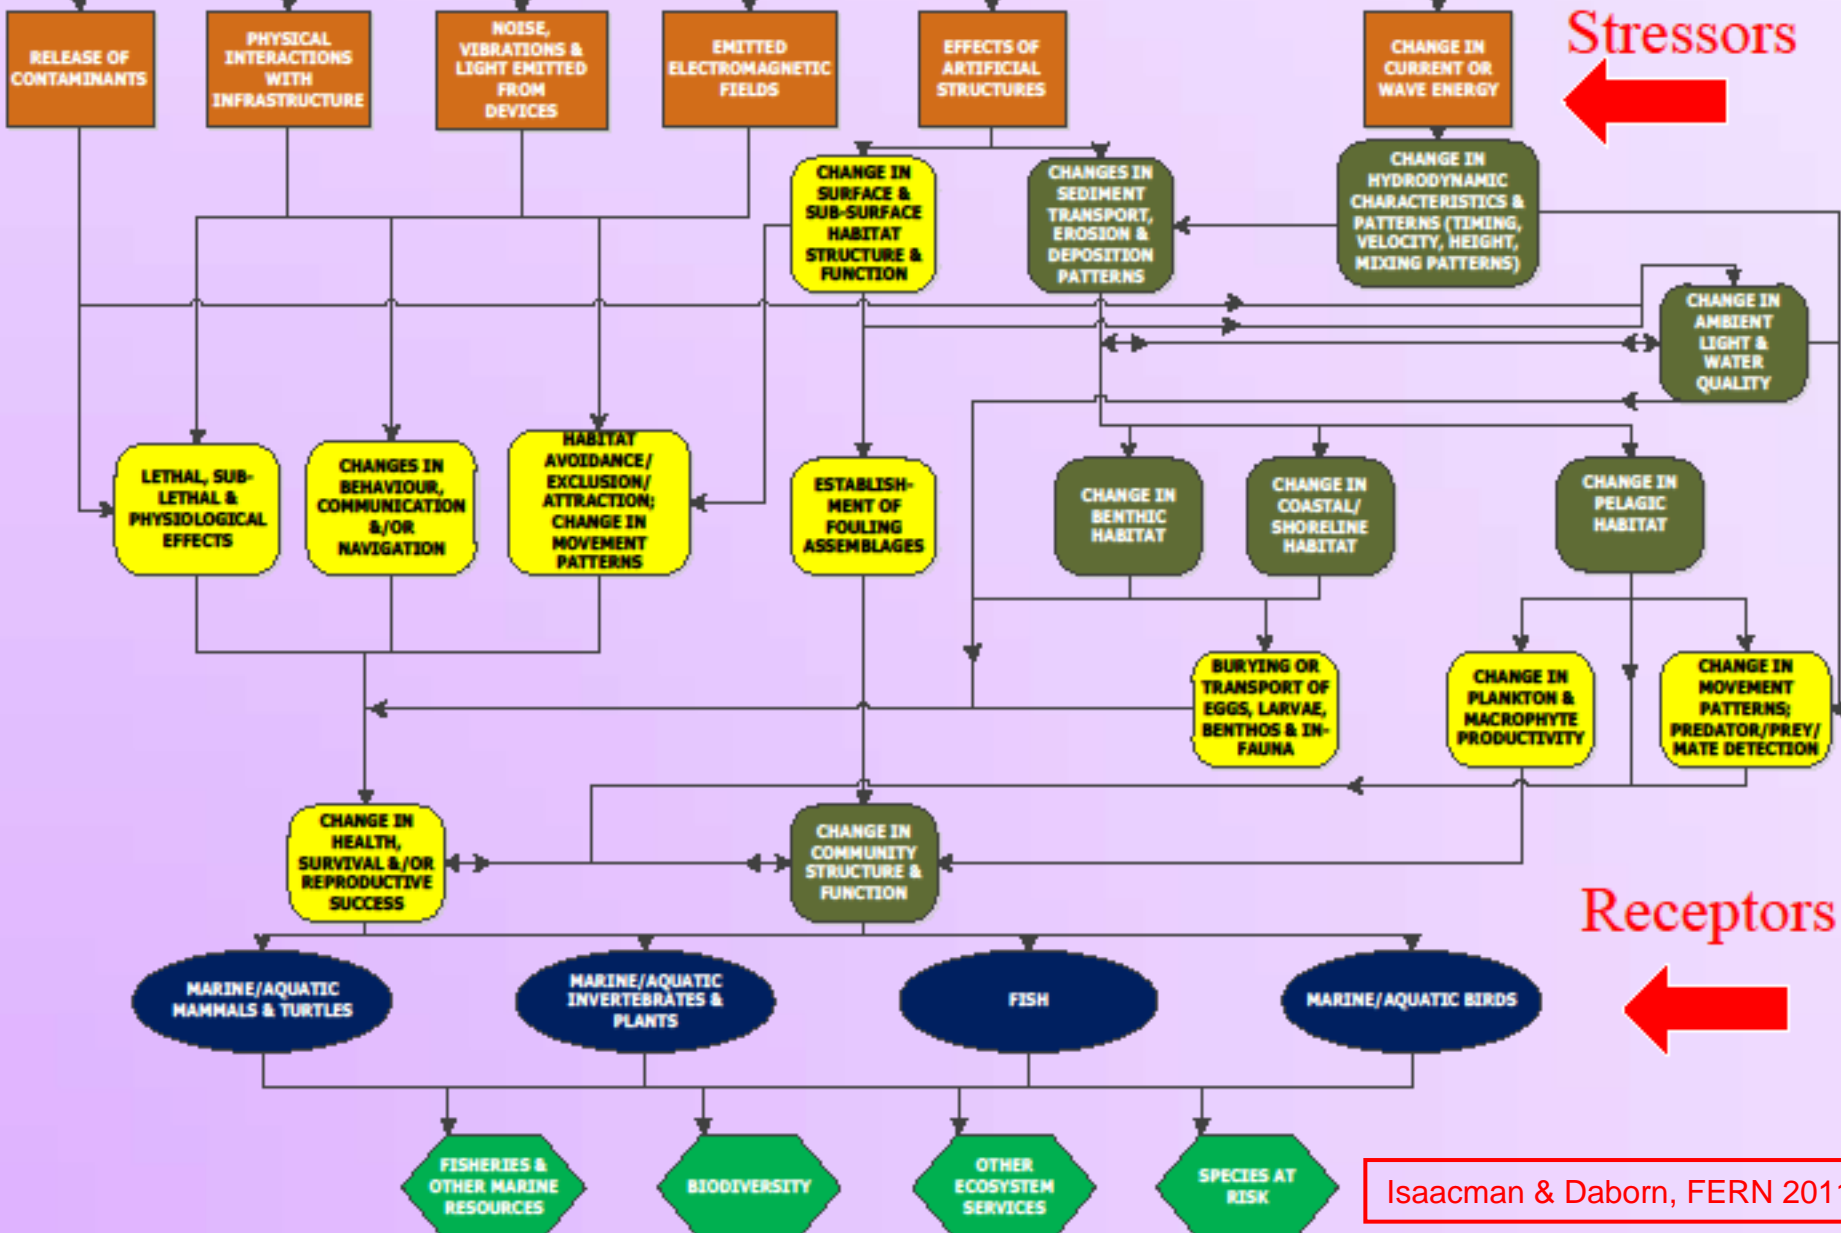 Stressors
RELEASE OF
CONTAMINANTS
PHYSICAL
INTERACTIONS
WITH
INFRASTRUCTURE
NOISE,
VIBRATIONS &
LIGHT EMITTED
FROM
DEVICES
EMITTED
ELECTROMAGNETIC
FIELDS
EFFECTS OF
ARTIFICIAL
STRUCTURES
CHANGE IN
CURRENT OR
WAVE ENERGY
CHANGE IN
SURFACE &
SUB-SURFACE
HABITAT
STRUCTURE &
FUNCTION
CHANGES IN
SEDIMENT
TRANSPORT,
EROSION &
DEPOSITION
PATTERNS
CHANGE IN
HYDRODYNAMIC
CHARACTERISTICS &
PATTERNS (TIMING,
VELOCITY, HEIGHT,
MIXING PATTERNS)
CHANGE IN
AMBIENT
LIGHT &
WATER
QUALITY
LETHAL, SUB-
LETHAL &
PHYSIOLOGICAL
EFFECTS
CHANGES IN
BEHAVIOUR,
COMMUNICATION
&/OR
NAVIGATION
HABITAT
AVOIDANCE/
EXCLUSION/
ATTRACTION;
CHANGE IN
MOVEMENT
PATTERNS
ESTABLISH-
MENT OF
FOULING
ASSEMBLAGES
CHANGE IN
BENTHIC
HABITAT
CHANGE IN
COASTAL/
SHORELINE
HABITAT
CHANGE IN
PELAGIC
HABITAT
BURYING OR
TRANSPORT OF
EGGS, LARVAE,
BENTHOS & IN-
FAUNA
CHANGE IN
PLANKTON &
MACROPHYTE
PRODUCTIVITY
CHANGE IN
MOVEMENT
PATTERNS;
PREDATOR/PREY/
MATE DETECTION
CHANGE IN
HEALTH,
SURVIVAL &/OR
REPRODUCTIVE
SUCCESS
CHANGE IN
COMMUNITY
STRUCTURE &
FUNCTION
Receptors
MARINE/AQUATIC
MAMMALS & TURTLES
MARINE/AQUATIC
INVERTEBRATES &
PLANTS
FISH
MARINE/AQUATIC BIRDS
FISHERIES &
OTHER MARINE
RESOURCES
BIODIVERSITY
OTHER
ECOSYSTEM
SERVICES
SPECIES AT
RISK
Isaacman & Daborn, FERN 2011